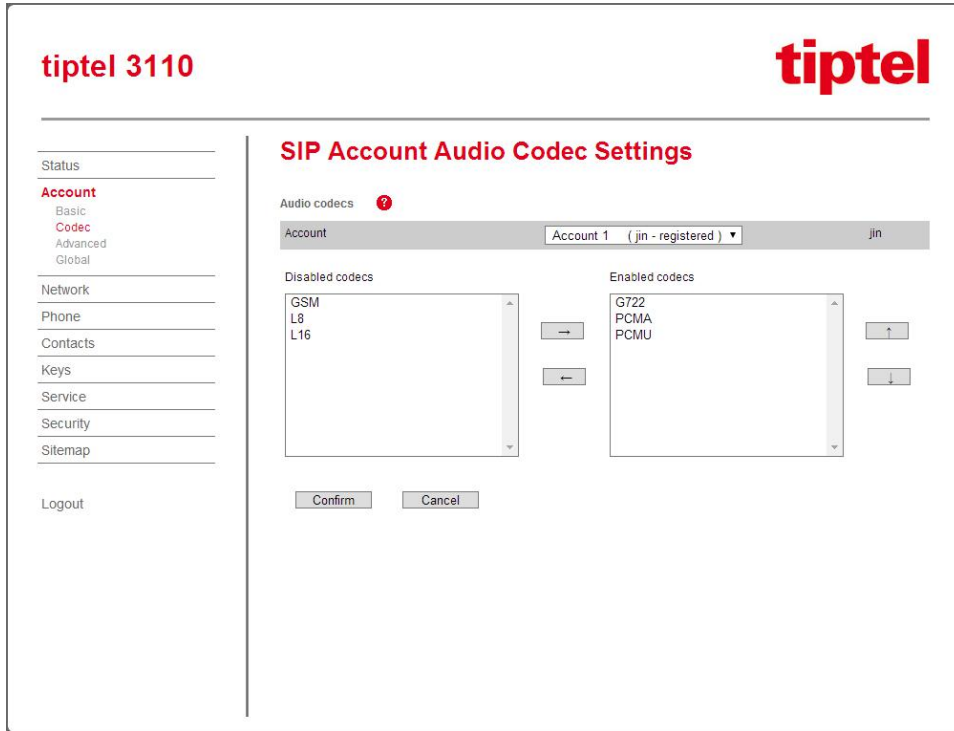 tiptel 3110
tiptel
Status
Account
Basic
Codec
Advanced
Global
Network
Phone
Contacts
Keys
Service
Security
Sitemap
Logout
SIP Account Audio Codec Settings
Audio codecs ?
Account Account 1 ( jin - registered ) ▼ jin
Disabled codecs Enabled codecs
GSM
L8
L16
→
←
G722
PCMA
PCMU
↑
↓
Confirm Cancel